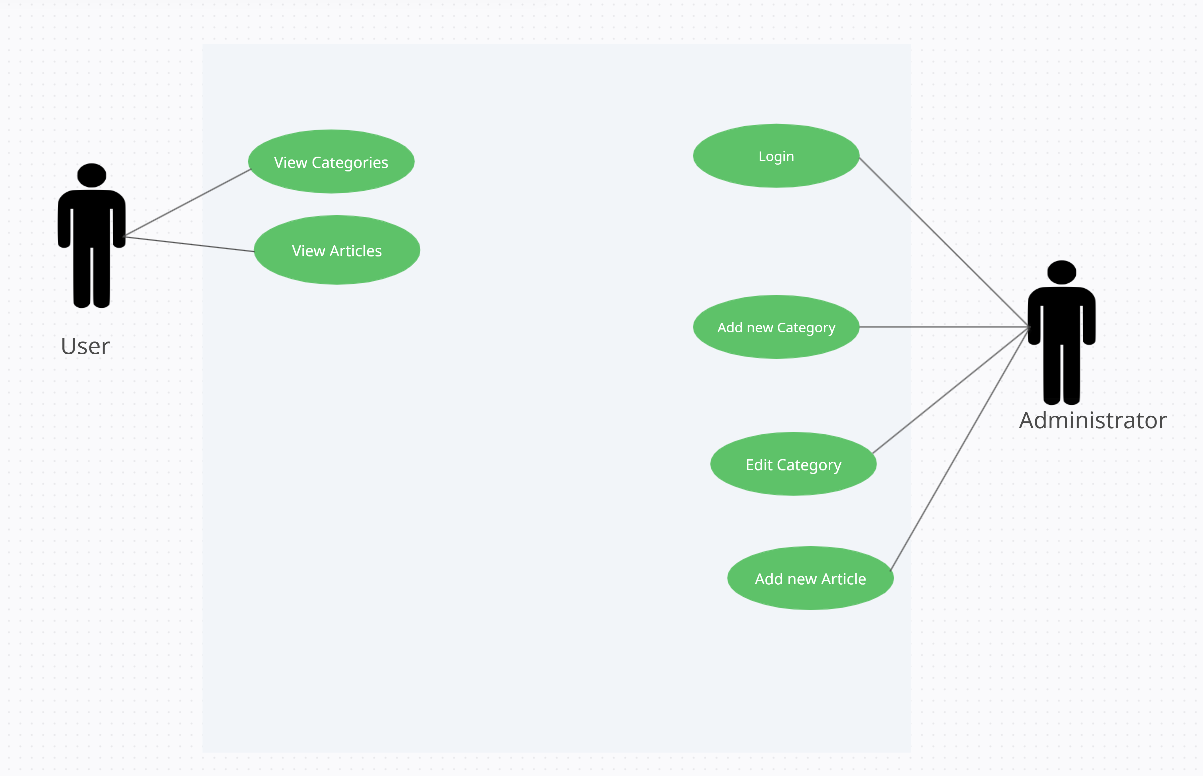 View Categories
Login
View Articles
User
Add new Category
Administrator
Edit Category
Add new Article